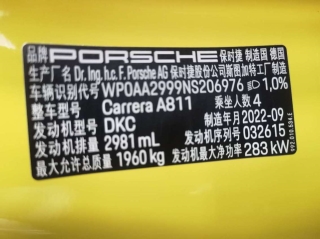 品牌 PORSCHE 保时捷 制造国 德国
生产厂名 Dr. Ing. h.c. F. Porsche AG 保时捷股份公司斯图加特工厂制造
车辆识别代号 WP0AA2999NS206976 1,0%
整车型号 Carrera A811 乘坐人数 4
发动机型号 DKC 制造年月 2022-09
发动机排量 2981 mL 发动机序号 032615
最大允许总质量 1960 kg 发动机最大净功率 283 kW